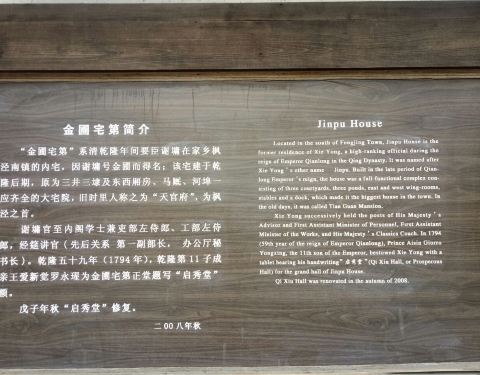 金圃宅第简介
“金圃宅第”系清乾隆年间要臣谢墉在家乡枫
泾南镇的内宅，因谢墉号金圃而得名；该宅建于乾
隆后期，原为三井三埭及东西厢房、马厩、河埠一
应齐全的大宅院，旧时里人称之为“天官府”，为枫
泾之首。
谢墉官至内阁学士兼吏部左侍郎、工部左侍
郎，经筵讲官（先后关系 第一副部长， 办公厅秘
书长）。乾隆五十九年（1794年），乾隆第11子成
亲王爱新觉罗永瑆为金圃宅第正堂题写“启秀堂”
额。
戊子年秋“启秀堂”修复。
二00八年秋
Jinpu House
Located in the south of Fengjing Town, Jinpu House is the
former residence of Xie Yong, a high-ranking official during the
reign of Emperor Qianlong in the Qing Dynasty. It was named after
Xie Yong's other name Jinpu. Built in the late period of Qian-
long Emperor's reign, the house was a full functional complex con-
sisting of three courtyards, three ponds, east and west wing-rooms,
stables and a dock, which made it the biggest house in the town. In
the old days, it was called Tian Guan Mansion.
Xie Yong successively held the posts of His Majesty's
Advisor and First Assistant Minister of Personnel, First Assistant
Minister of the Works, and His Majesty's Classics Coach. In 1794
(59th year of the reign of Emperor Qianlong), Prince Aisin Gioro
Yongxing, the 11th son of the Emperor, bestowed Xie Yong with a
tablet bearing his handwriting“启秀堂”(Qi Xiu Hall, or Prosperous
Hall) for the grand hall of Jinpu House.
Qi Xiu Hall was renovated in the autumn of 2008.